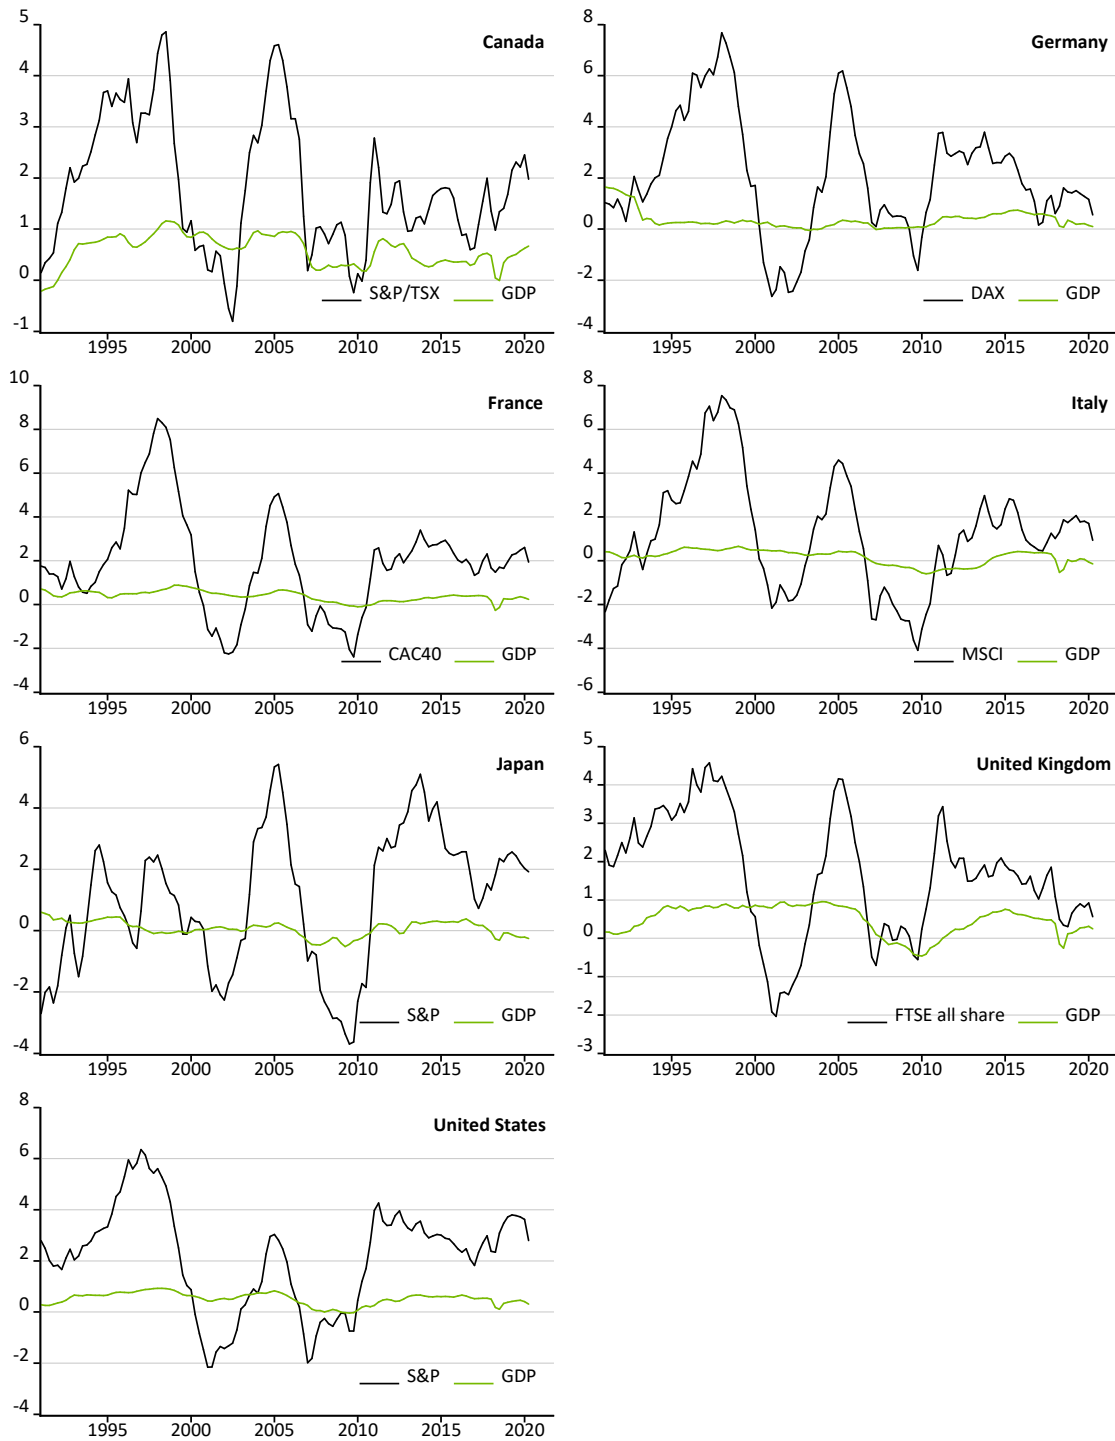 Canada
5
4
3
2
1
0
-1
S&P/TSX GDP
1995 2000 2005 2010 2015 2020
Germany
8
6
4
2
0
-2
-4
DAX GDP
1995 2000 2005 2010 2015 2020
France
10
8
6
4
2
0
-2
-4
CAC40 GDP
1995 2000 2005 2010 2015 2020
Italy
8
6
4
2
0
-2
-4
-6
MSCI GDP
1995 2000 2005 2010 2015 2020
Japan
6
4
2
0
-2
-4
S&P GDP
1995 2000 2005 2010 2015 2020
United Kingdom
5
4
3
2
1
0
-1
-2
-3
FTSE all share GDP
1995 2000 2005 2010 2015 2020
United States
8
6
4
2
0
-2
-4
S&P GDP
1995 2000 2005 2010 2015 2020